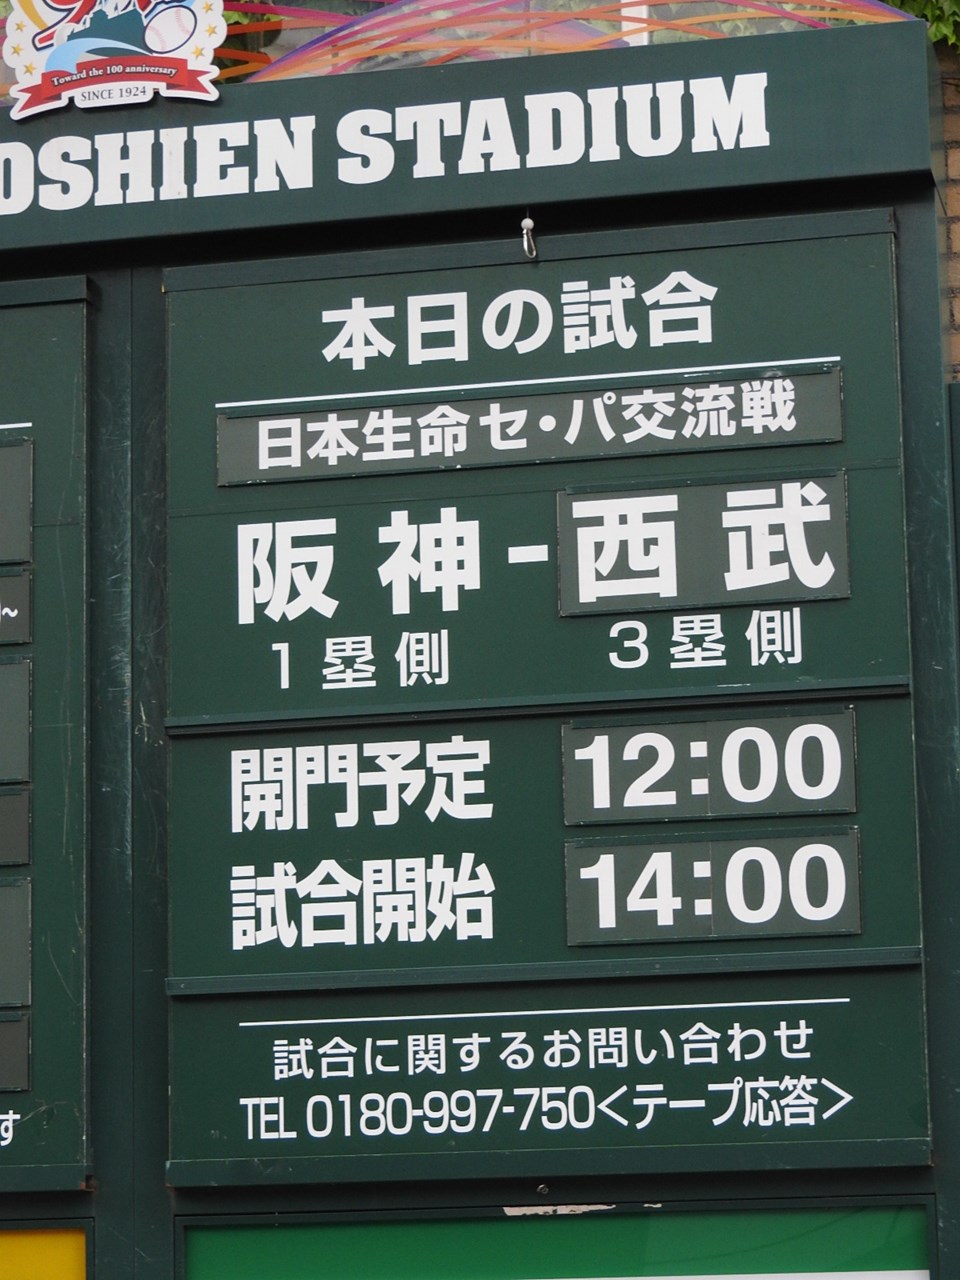 Toward the 100 anniversary
SINCE 1924
OSHIEN STADIUM
本日の試合
日本生命セ・パ交流戦
阪神-西武
1塁側 3塁側
開門予定 12:00
試合開始 14:00
試合に関するお問い合わせ
TEL 0180-997-750<テープ応答>
~
す